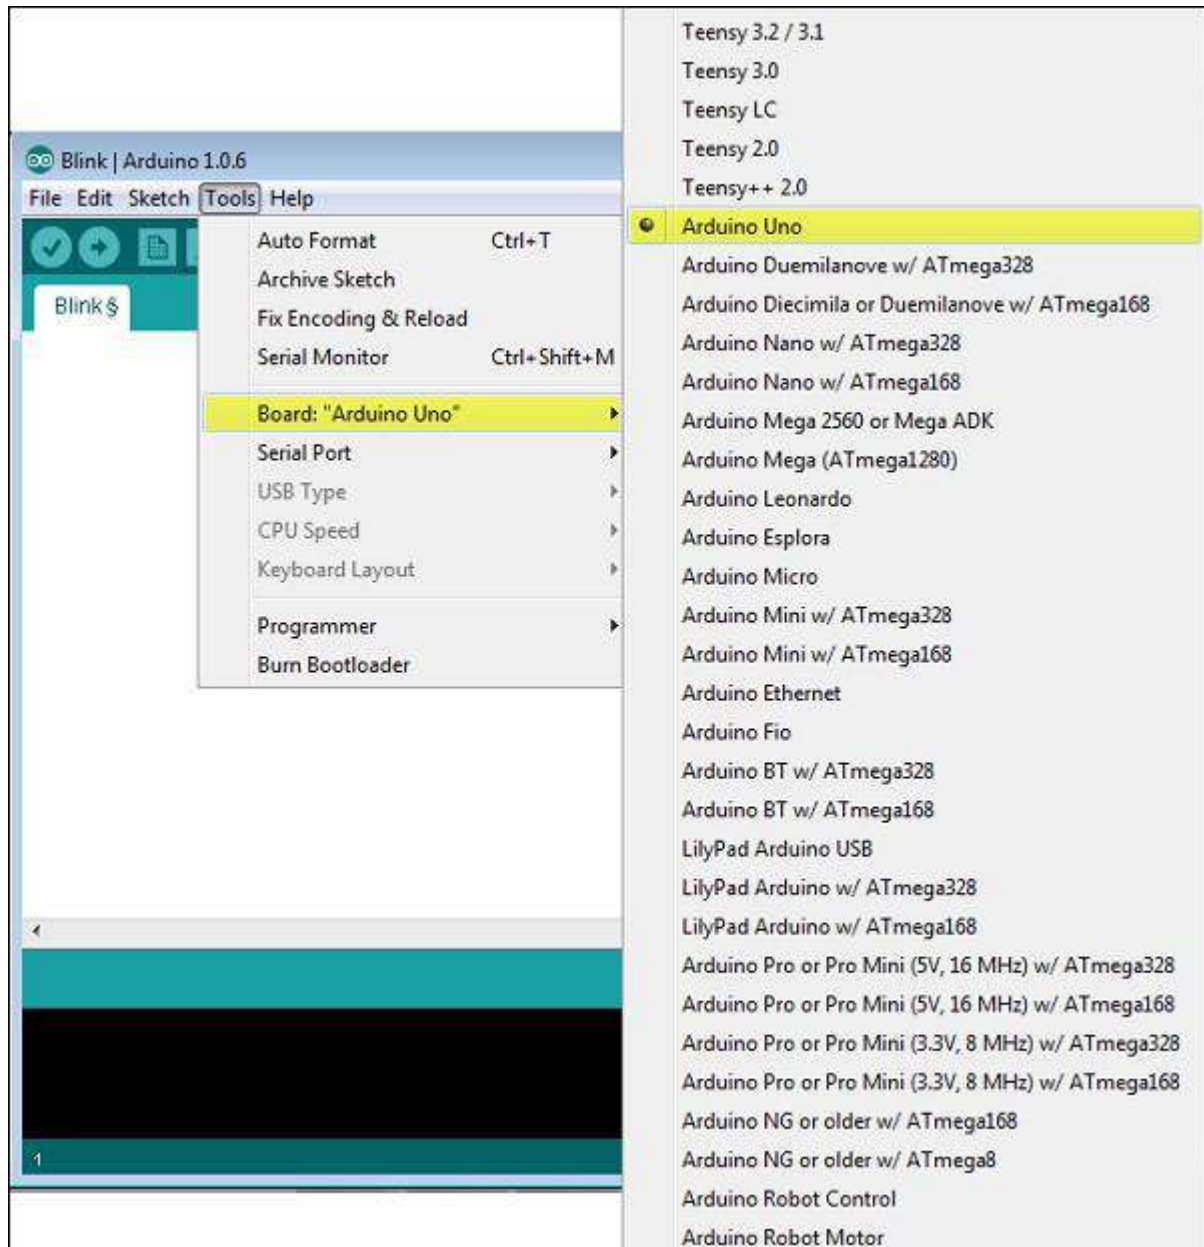 Blink | Arduino 1.0.6
File Edit Sketch Tools Help
Blink §
Auto Format Ctrl+T
Archive Sketch
Fix Encoding & Reload
Serial Monitor Ctrl+Shift+M
Board: "Arduino Uno"
Serial Port
USB Type
CPU Speed
Keyboard Layout
Programmer
Burn Bootloader
1
Teensy 3.2 / 3.1
Teensy 3.0
Teensy LC
Teensy 2.0
Teensy++ 2.0
Arduino Uno
Arduino Duemilanove w/ ATmega328
Arduino Diecimila or Duemilanove w/ ATmega168
Arduino Nano w/ ATmega328
Arduino Nano w/ ATmega168
Arduino Mega 2560 or Mega ADK
Arduino Mega (ATmega1280)
Arduino Leonardo
Arduino Esplora
Arduino Micro
Arduino Mini w/ ATmega328
Arduino Mini w/ ATmega168
Arduino Ethernet
Arduino Fio
Arduino BT w/ ATmega328
Arduino BT w/ ATmega168
LilyPad Arduino USB
LilyPad Arduino w/ ATmega328
LilyPad Arduino w/ ATmega168
Arduino Pro or Pro Mini (5V, 16 MHz) w/ ATmega328
Arduino Pro or Pro Mini (5V, 16 MHz) w/ ATmega168
Arduino Pro or Pro Mini (3.3V, 8 MHz) w/ ATmega328
Arduino Pro or Pro Mini (3.3V, 8 MHz) w/ ATmega168
Arduino NG or older w/ ATmega168
Arduino NG or older w/ ATmega8
Arduino Robot Control
Arduino Robot Motor